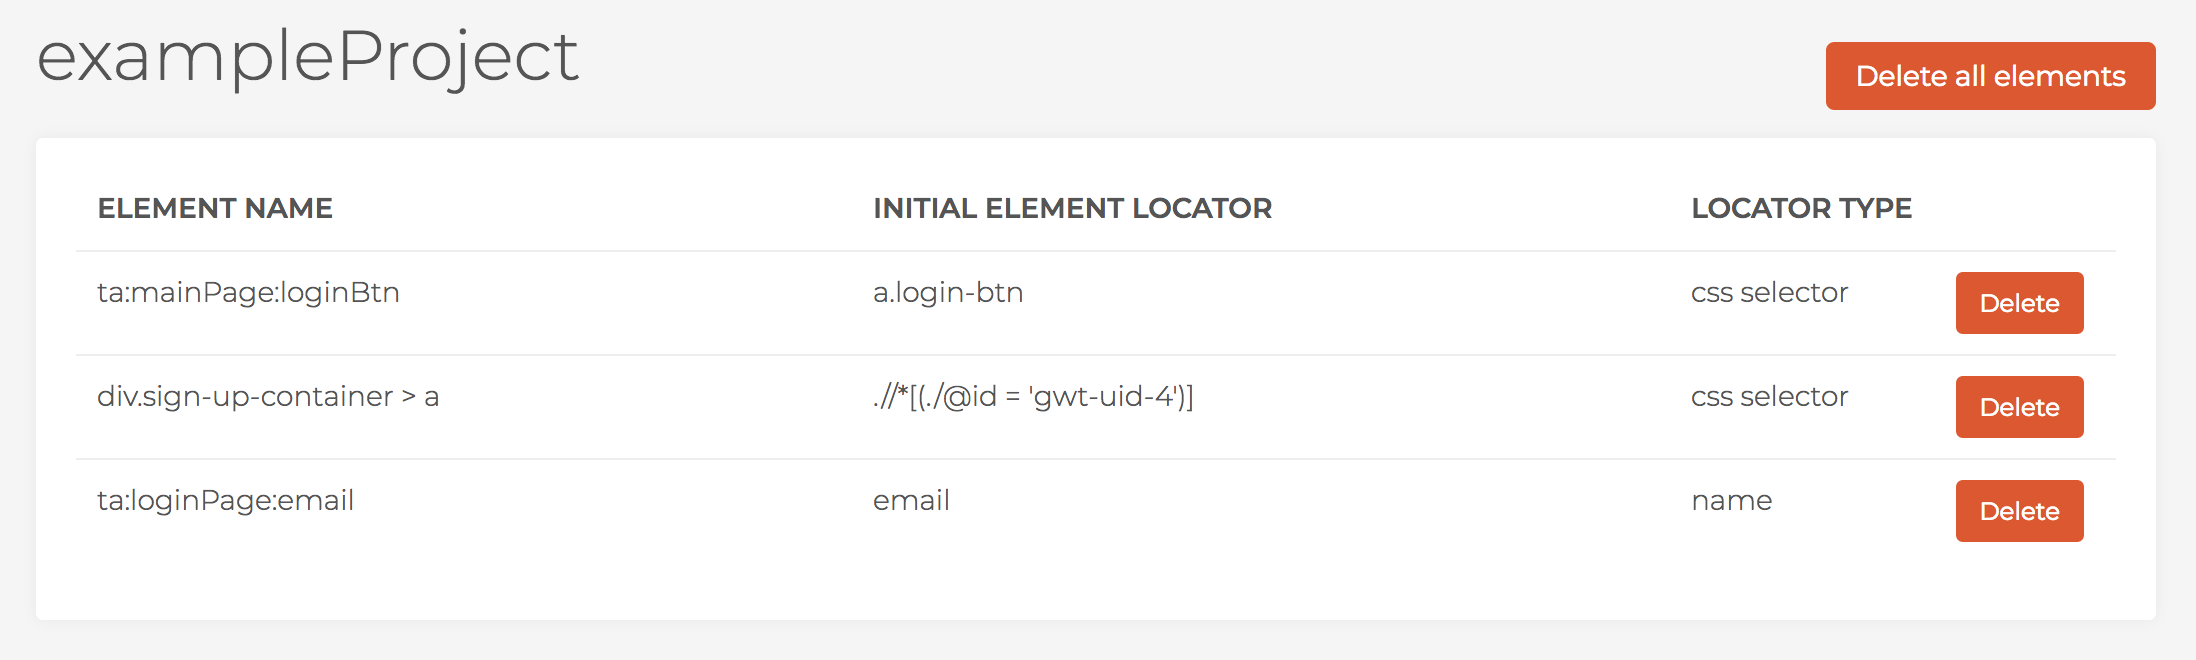 exampleProject
Delete all elements
ELEMENT NAME INITIAL ELEMENT LOCATOR LOCATOR TYPE
ta:mainPage:loginBtn a.login-btn css selector Delete
div.sign-up-container > a .//*[(./@id = 'gwt-uid-4')] css selector Delete
ta:loginPage:email email name Delete